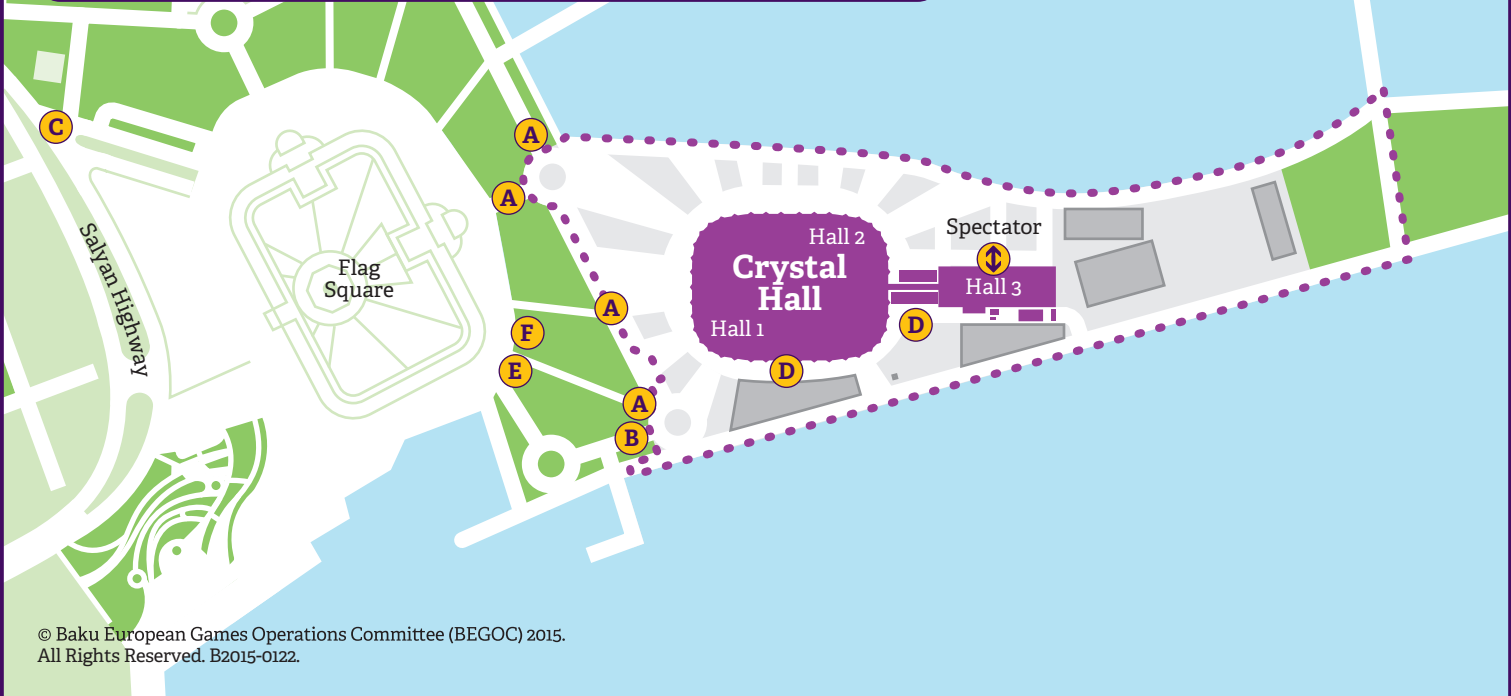 C
A
A
Salyan Highway
Flag
Square
Hall 2
Crystal
Hall
Hall 1
Spectator
Hall 3
A
D
F
E
D
A
B
© Baku European Games Operations Committee (BEGOC) 2015.
All Rights Reserved. B2015-0122.